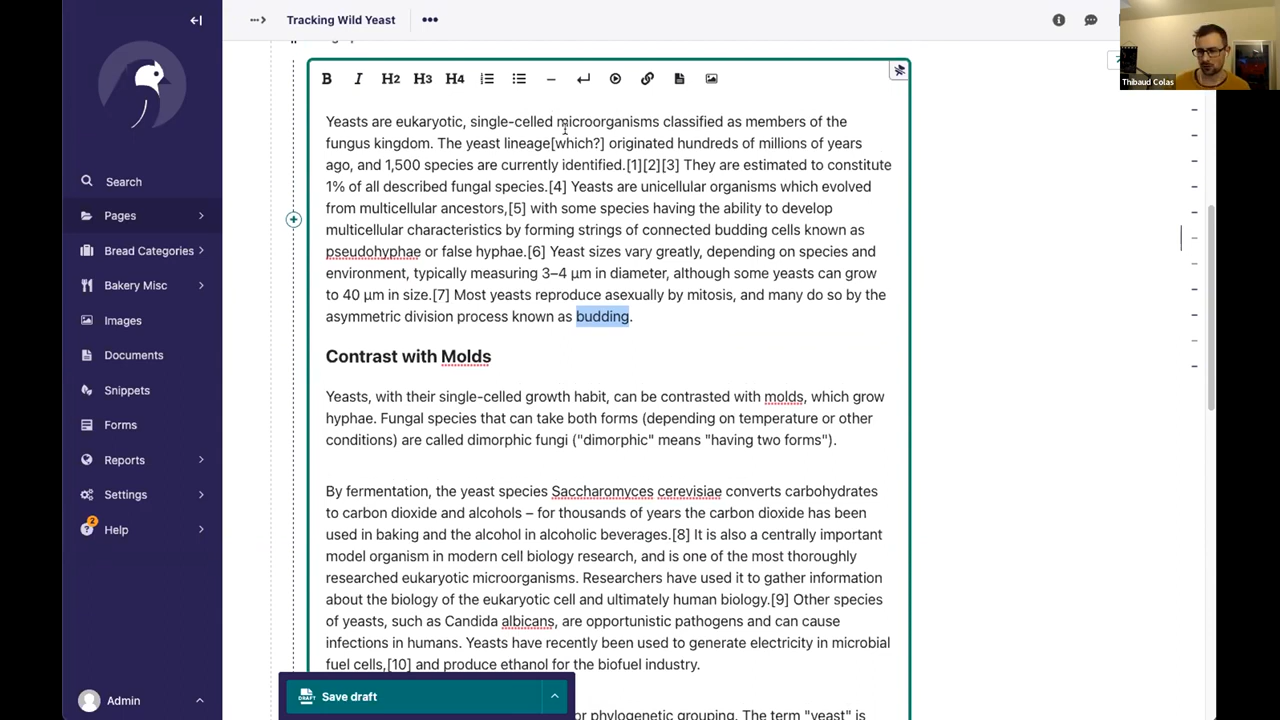 Tracking Wild Yeast
Thibaud Colas
B I H2 H3 H4
Search
Pages
Bread Categories
Bakery Misc
Images
Documents
Snippets
Forms
Reports
Settings
2
Help
Admin
Yeasts are eukaryotic, single-celled microorganisms classified as members of the
fungus kingdom. The yeast lineage[which?] originated hundreds of millions of years
ago, and 1,500 species are currently identified.[1][2][3] They are estimated to constitute
1% of all described fungal species.[4] Yeasts are unicellular organisms which evolved
from multicellular ancestors,[5] with some species having the ability to develop
multicellular characteristics by forming strings of connected budding cells known as
pseudohyphae or false hyphae.[6] Yeast sizes vary greatly, depending on species and
environment, typically measuring 3–4 µm in diameter, although some yeasts can grow
to 40 µm in size.[7] Most yeasts reproduce asexually by mitosis, and many do so by the
asymmetric division process known as budding.
Contrast with Molds
Yeasts, with their single-celled growth habit, can be contrasted with molds, which grow
hyphae. Fungal species that can take both forms (depending on temperature or other
conditions) are called dimorphic fungi ("dimorphic" means "having two forms").
By fermentation, the yeast species Saccharomyces cerevisiae converts carbohydrates
to carbon dioxide and alcohols – for thousands of years the carbon dioxide has been
used in baking and the alcohol in alcoholic beverages.[8] It is also a centrally important
model organism in modern cell biology research, and is one of the most thoroughly
researched eukaryotic microorganisms. Researchers have used it to gather information
about the biology of the eukaryotic cell and ultimately human biology.[9] Other species
of yeasts, such as Candida albicans, are opportunistic pathogens and can cause
infections in humans. Yeasts have recently been used to generate electricity in microbial
fuel cells,[10] and produce ethanol for the biofuel industry.
DRAFT Save draft
or phylogenetic grouping. The term "yeast" is